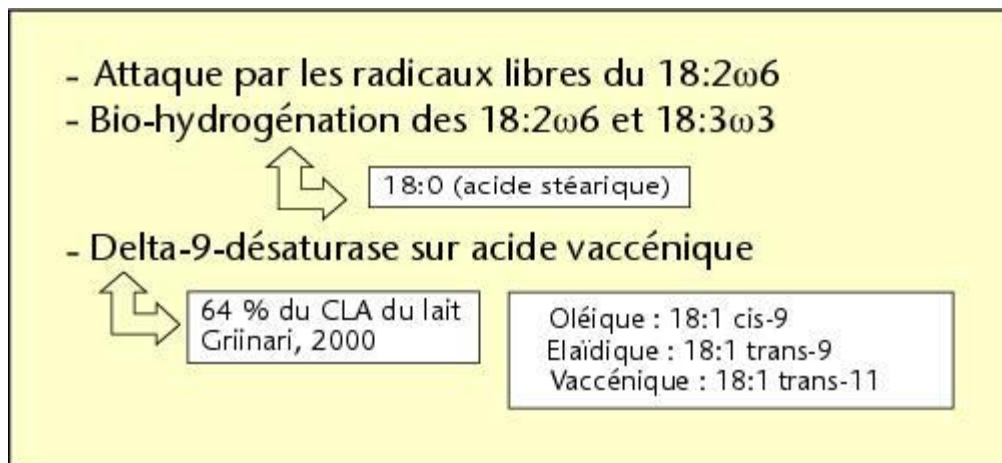 - Attaque par les radicaux libres du 18:2ω6
- Bio-hydrogénation des 18:2ω6 et 18:3ω3
18:0 (acide stéarique)
- Delta-9-désaturase sur acide vaccénique
64 % du CLA du lait
Griinari, 2000
Oléique : 18:1 cis-9
Elaïdique : 18:1 trans-9
Vaccénique : 18:1 trans-11